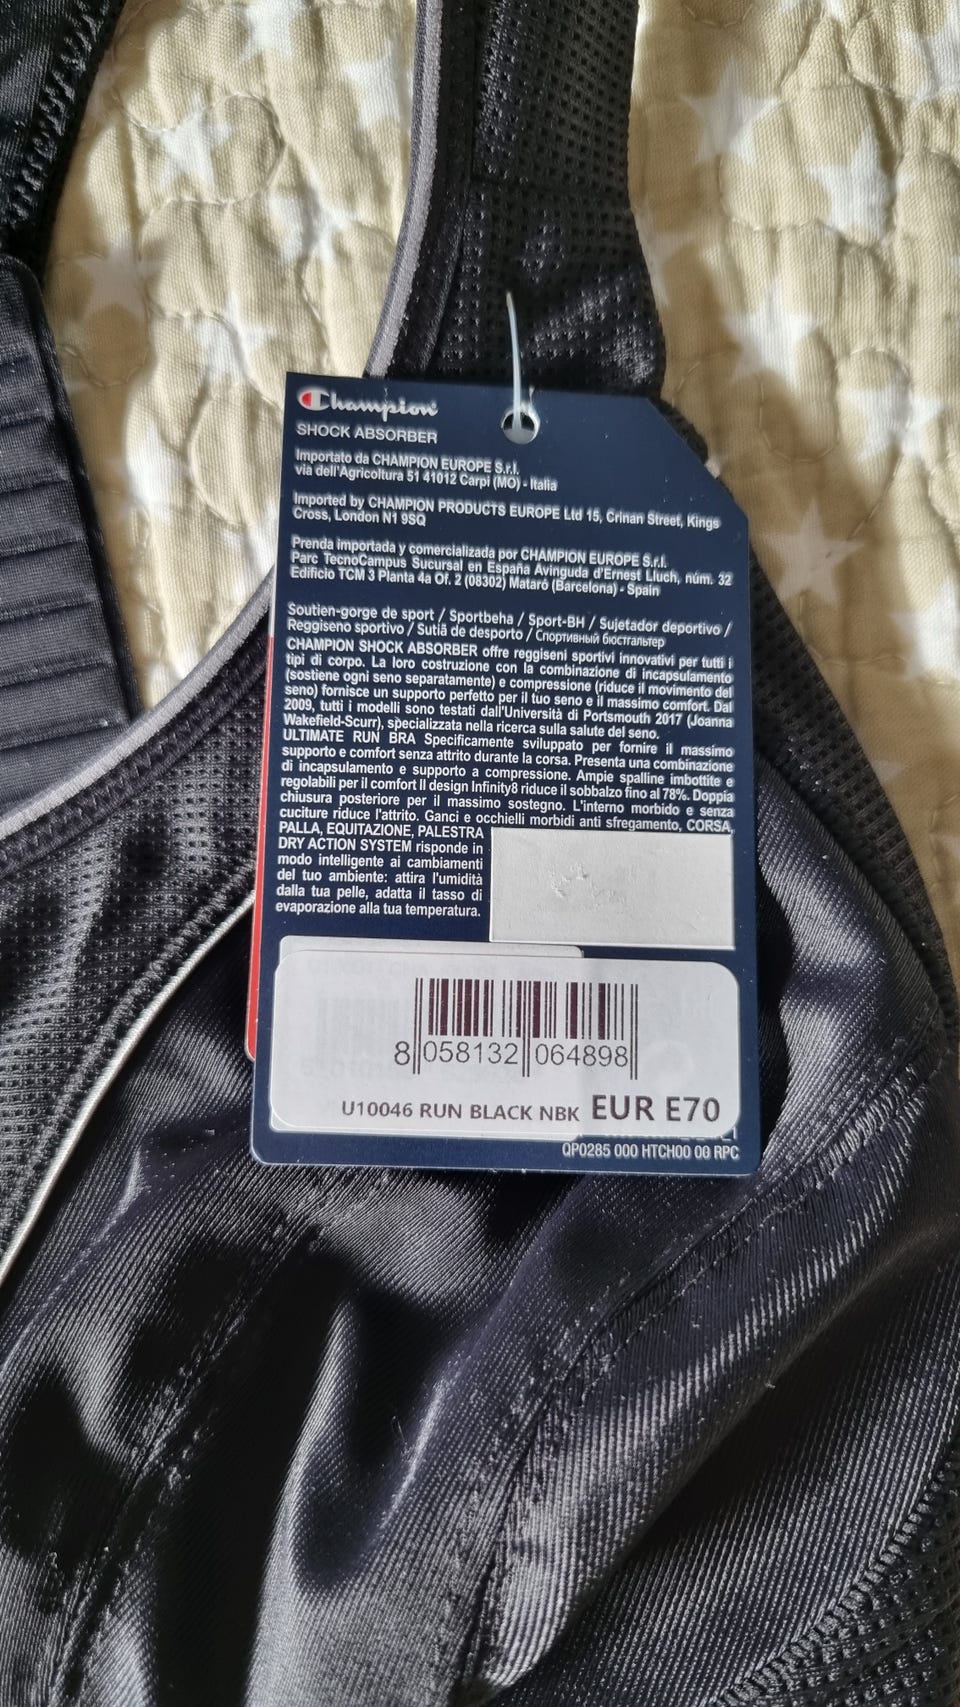 Champion
SHOCK ABSORBER
Importato da CHAMPION EUROPE S.r.l.
via dell'Agricoltura 51 41012 Carpi (MO) - Italia
Imported by CHAMPION PRODUCTS EUROPE Ltd 15, Crinan Street, Kings
Cross, London N1 9SQ
Prenda importada y comercializada por CHAMPION EUROPE S.r.l.
Parc TecnoCampus Sucursal en España Avinguda d'Ernest Lluch, núm. 32
Edificio TCM 3 Planta 4a Of. 2 (08302) Mataró (Barcelona) - Spain
Soutien-gorge de sport / Sportbeha / Sport-BH / Sujetador deportivo /
Reggiseno sportivo / Sutiã de desporto / Спортивный бюстгальтер
CHAMPION SHOCK ABSORBER offre reggiseni sportivi innovativi per tutti i
tipi di corpo. La loro costruzione con la combinazione di incapsulamento
(sostiene ogni seno separatamente) e compressione (riduce il movimento del
seno) fornisce un supporto perfetto per il tuo seno e il massimo comfort. Dal
2009, tutti i modelli sono testati dall'Università di Portsmouth 2017 (Joanna
Wakefield-Scurr), specializzata nella ricerca sulla salute del seno.
ULTIMATE RUN BRA Specificamente sviluppato per fornire il massimo
supporto e comfort senza attrito durante la corsa. Presenta una combinazione
di incapsulamento e supporto a compressione. Ampie spalline imbottite e
regolabili per il comfort Il design Infinity8 riduce il sobbalzo fino al 78%. Doppia
chiusura posteriore per il massimo sostegno. L'interno morbido e senza
cuciture riduce l'attrito. Ganci e occhielli morbidi anti sfregamento, CORSA,
PALLA, EQUITAZIONE, PALESTRA
DRY ACTION SYSTEM risponde in
modo intelligente ai cambiamenti
del tuo ambiente: attira l'umidità
dalla tua pelle, adatta il tasso di
evaporazione alla tua temperatura.
8 058132 064898
U10046 RUN BLACK NBK EUR E70
QP0285 000 HTCH00 00 RPC